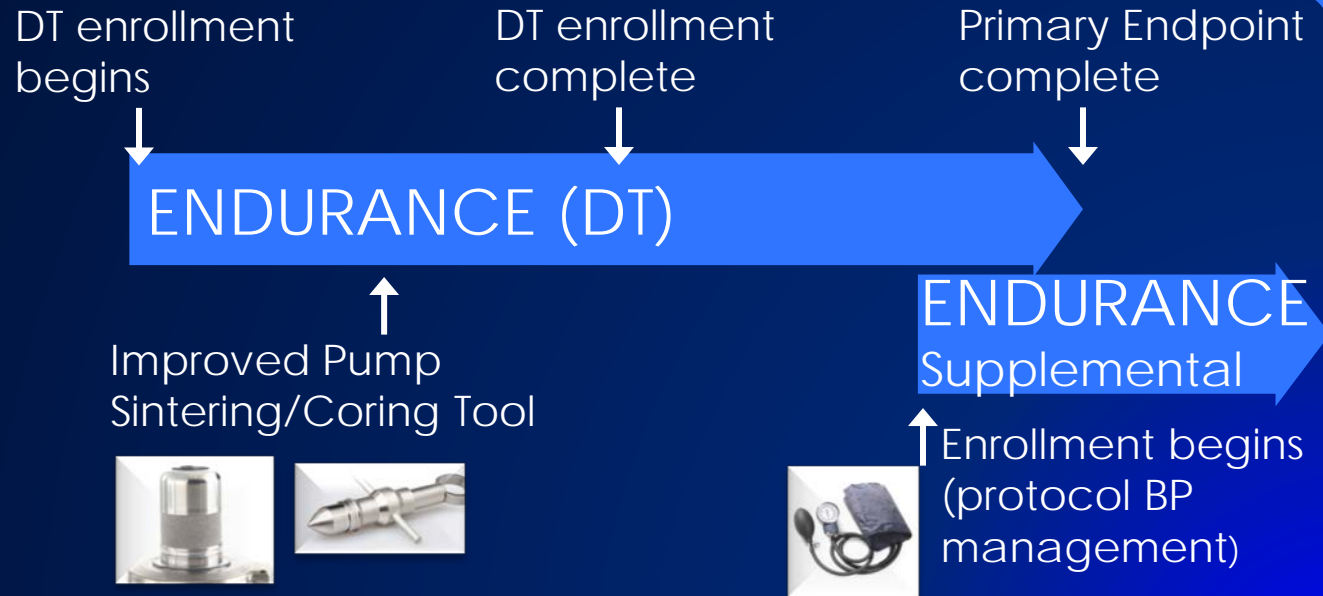 DT enrollment
begins
DT enrollment
complete
Primary Endpoint
complete
ENDURANCE (DT)
ENDURANCE
Supplemental
Improved Pump
Sintering/Coring Tool
Enrollment begins
(protocol BP
management)